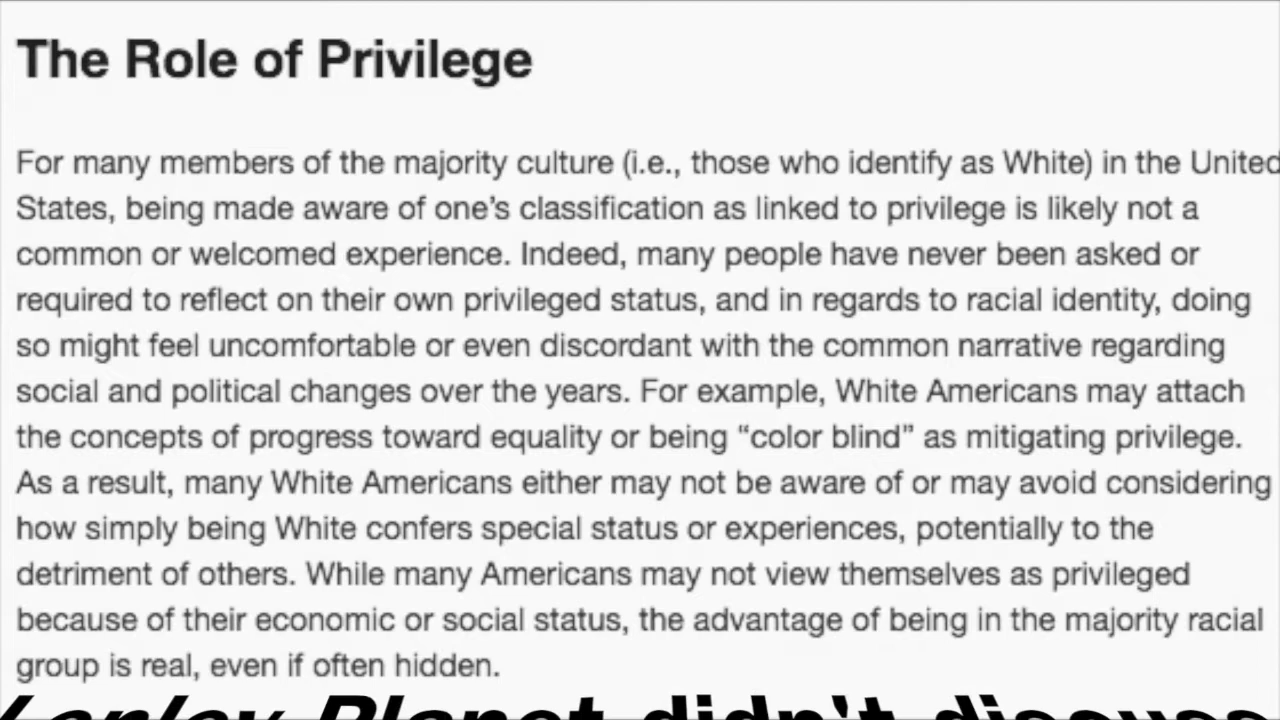 The Role of Privilege
For many members of the majority culture (i.e., those who identify as White) in the United
States, being made aware of one’s classification as linked to privilege is likely not a
common or welcomed experience. Indeed, many people have never been asked or
required to reflect on their own privileged status, and in regards to racial identity, doing
so might feel uncomfortable or even discordant with the common narrative regarding
social and political changes over the years. For example, White Americans may attach
the concepts of progress toward equality or being “color blind” as mitigating privilege.
As a result, many White Americans either may not be aware of or may avoid considering
how simply being White confers special status or experiences, potentially to the
detriment of others. While many Americans may not view themselves as privileged
because of their economic or social status, the advantage of being in the majority racial
group is real, even if often hidden.
Planet didn't discuss